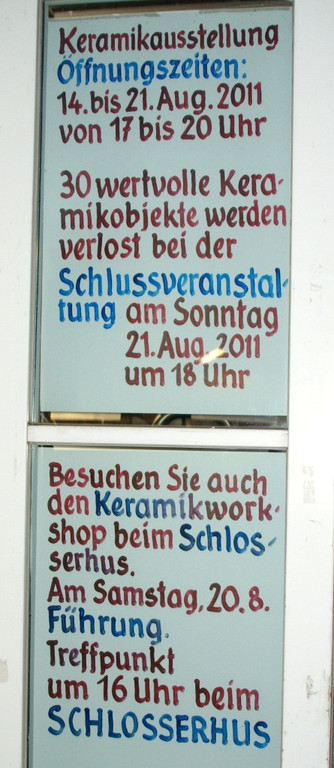 Keramikausstellung
Öffnungszeiten:
14. bis 21. Aug. 2011
von 17 bis 20 Uhr
30 wertvolle Kera-
mikobjekte werden
verlost bei der
Schlussveranstal-
tung am Sonntag
21. Aug. 2011
um 18 Uhr
Besuchen Sie auch
den Keramikwork-
shop beim Schlos-
serhus.
Am Samstag, 20.8.
Führung.
Treffpunkt
um 16 Uhr beim
SCHLOSSERHUS